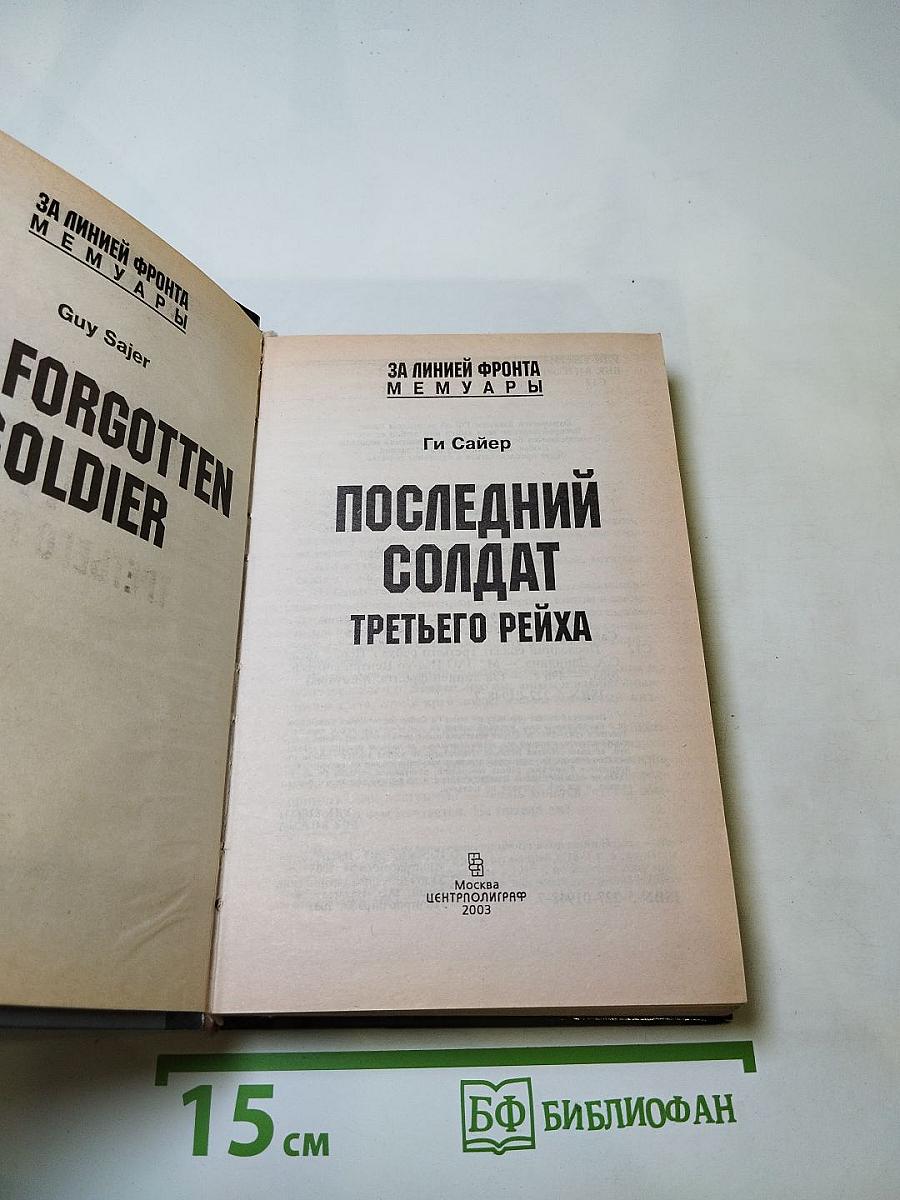 ЗА ЛИНИЕЙ ФРОНТА
МЕМУАРЫ
Guy Sajer
FORGOTTEN
SOLDIER
ЗА ЛИНИЕЙ ФРОНТА
МЕМУАРЫ
Ги Сайер
ПОСЛЕДНИЙ
СОЛДАТ
ТРЕТЬЕГО РЕЙХА
Москва
ЦЕНТРПОЛИГРАФ
2003
15 см
БФ БИБЛИОФАН